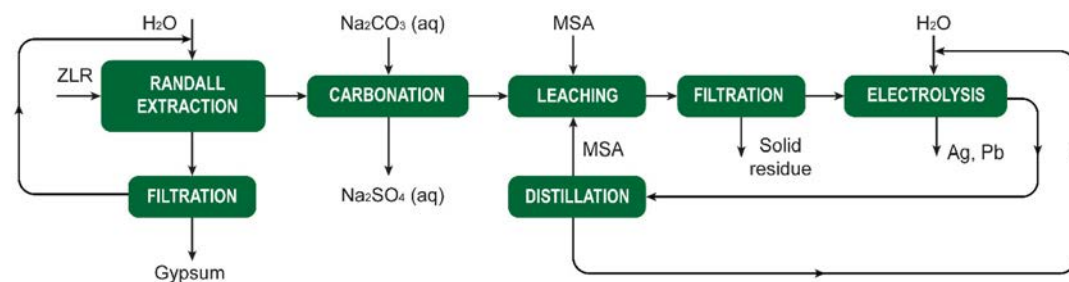 H₂O
Na₂CO₃ (aq)
MSA
H₂O
ZLR
RANDALL
EXTRACTION
CARBONATION
LEACHING
FILTRATION
ELECTROLYSIS
FILTRATION
Na₂SO₄ (aq)
MSA
Solid
residue
Ag, Pb
DISTILLATION
Gypsum